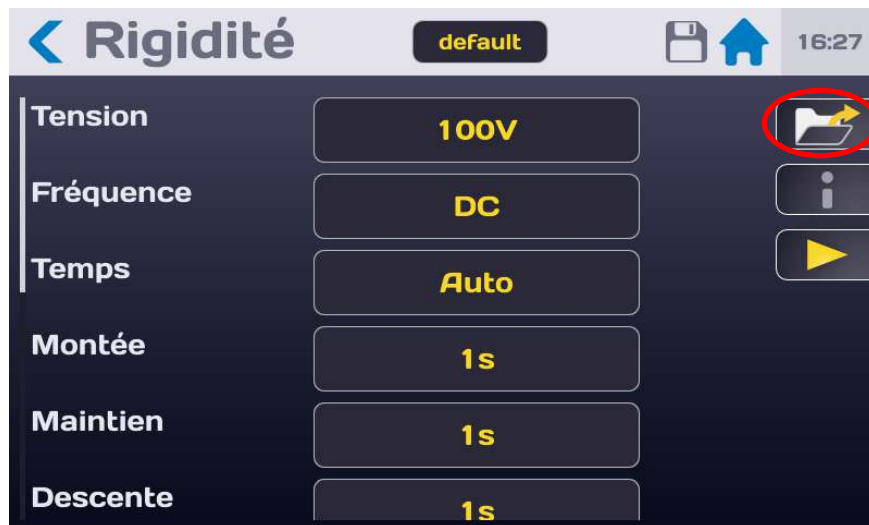 Rigidité default 16:27
Tension 100V
Fréquence DC
Temps Auto
Montée 1s
Maintien 1s
Descente 1s